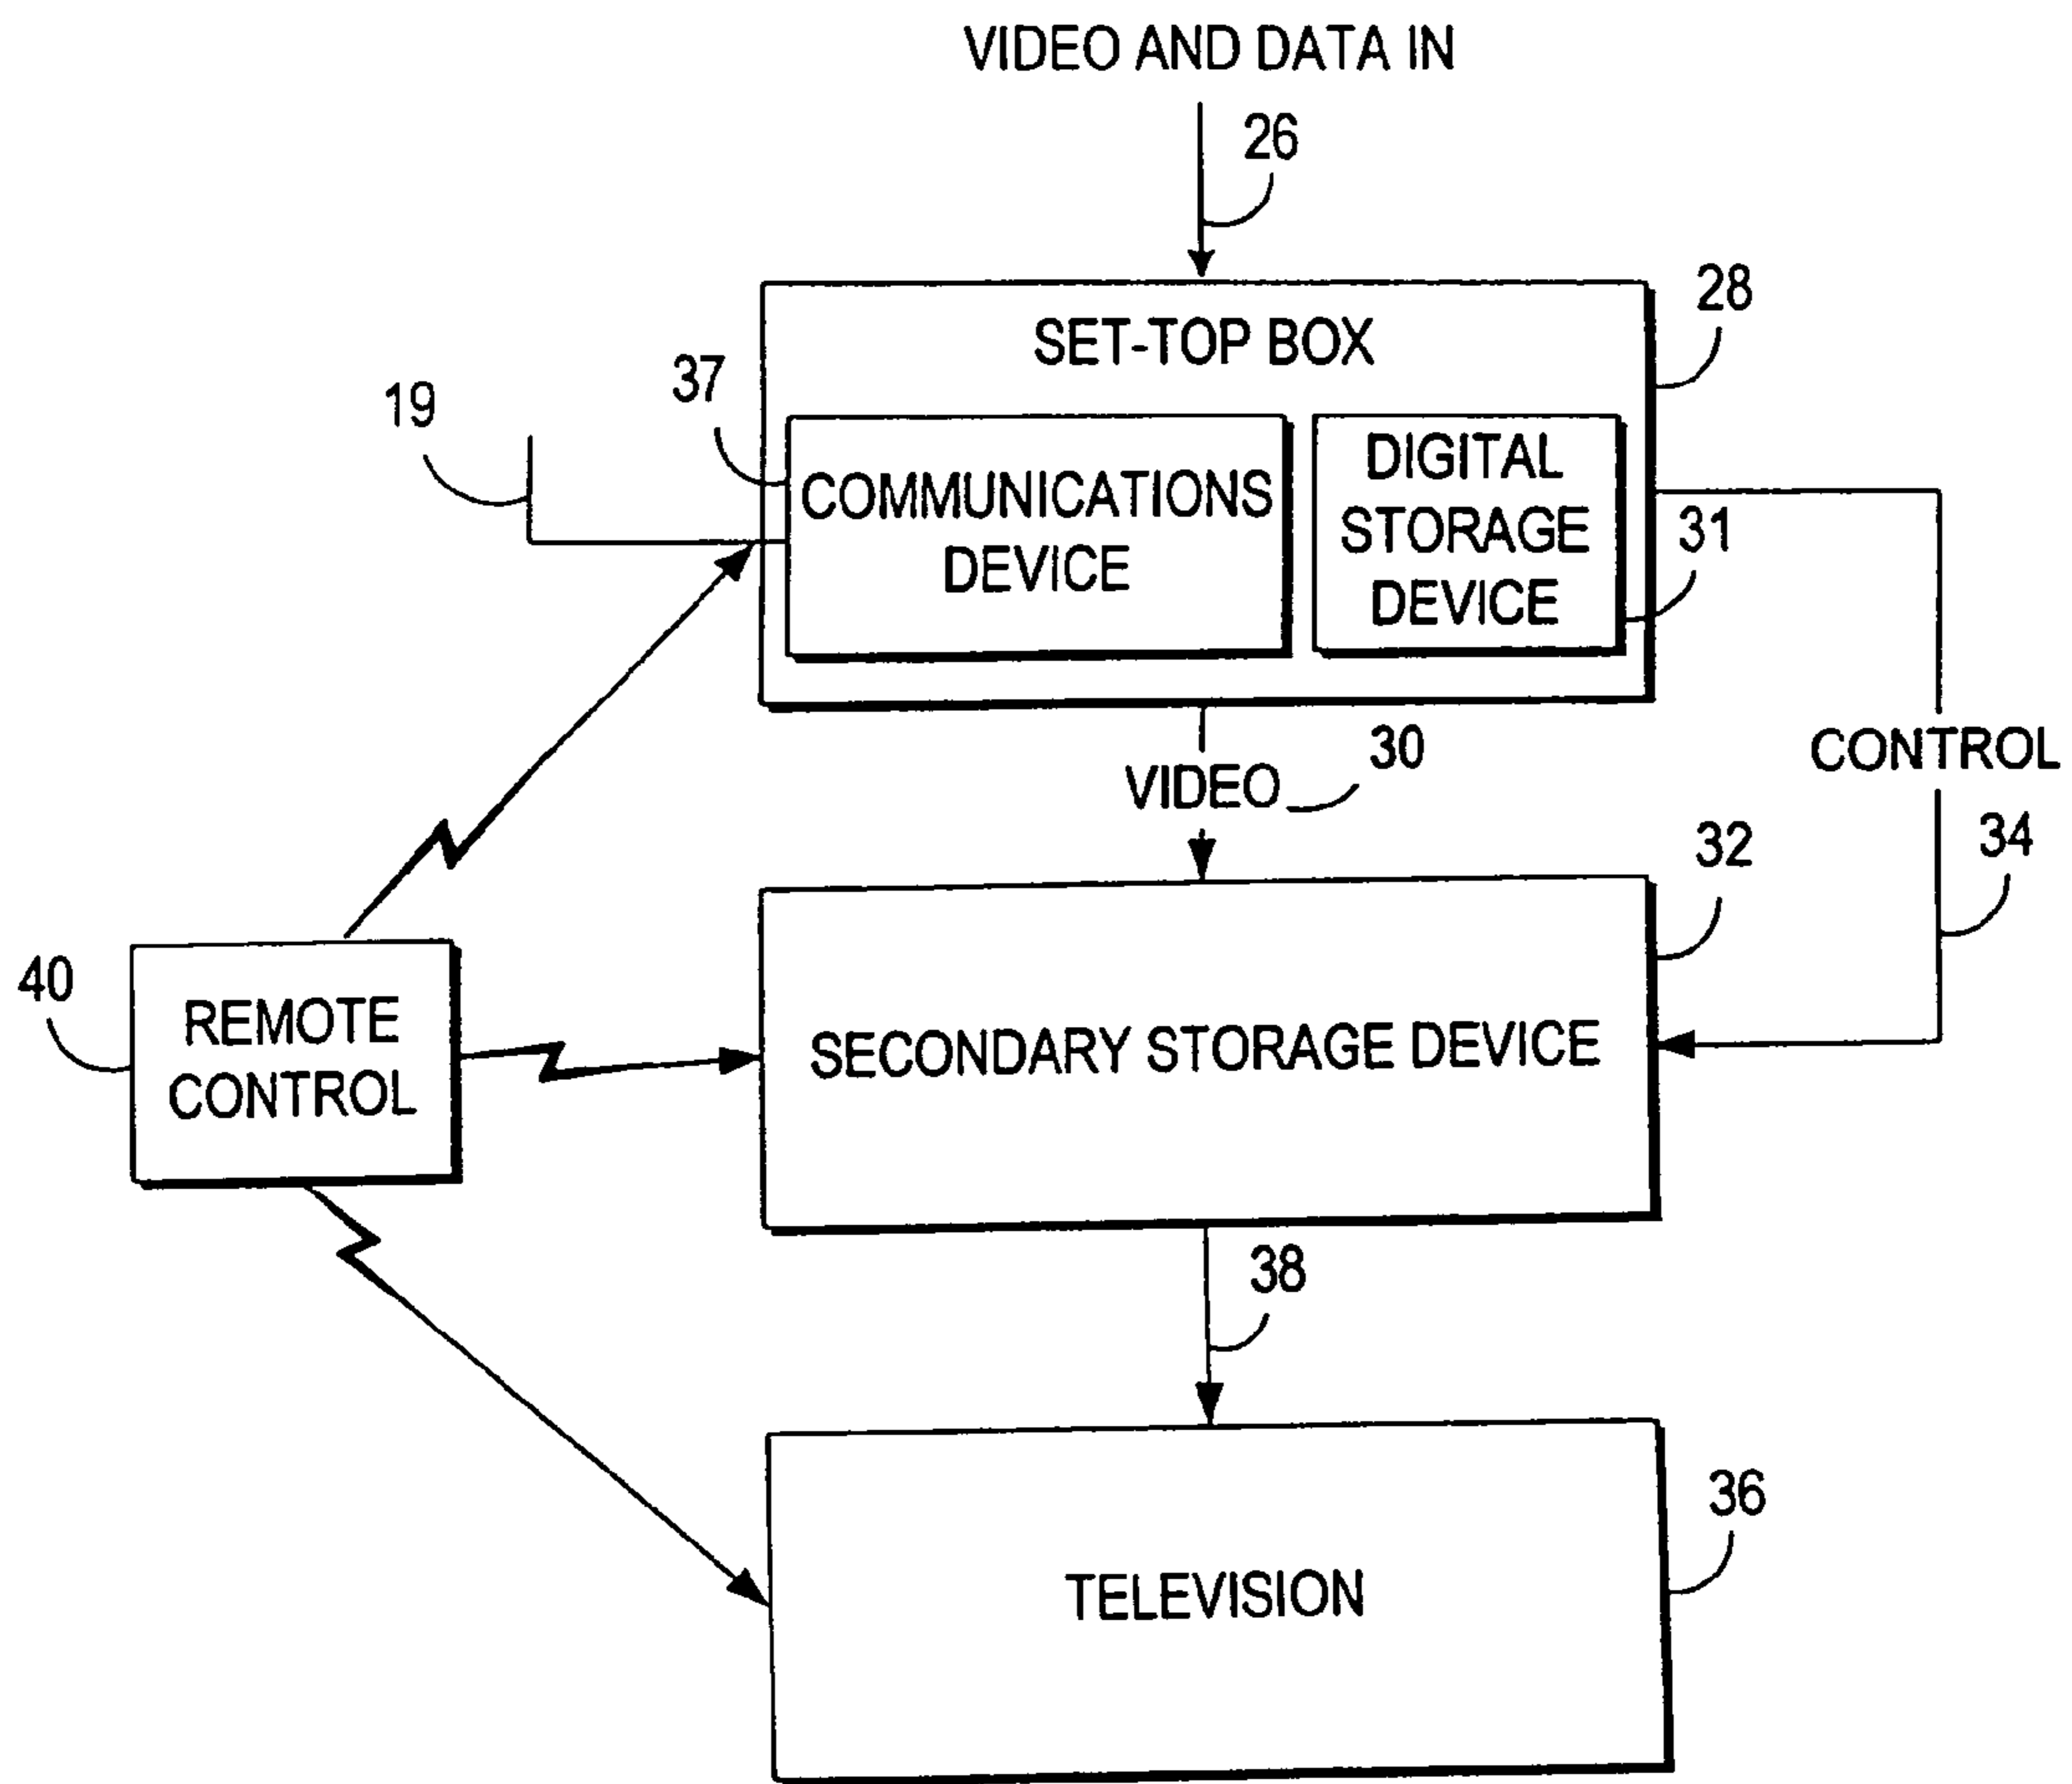 VIDEO AND DATA IN
26
28
SET-TOP BOX
37
19
COMMUNICATIONS
DEVICE
DIGITAL
STORAGE
DEVICE
31
30
VIDEO
CONTROL
32
34
40
REMOTE
CONTROL
SECONDARY STORAGE DEVICE
38
36
TELEVISION